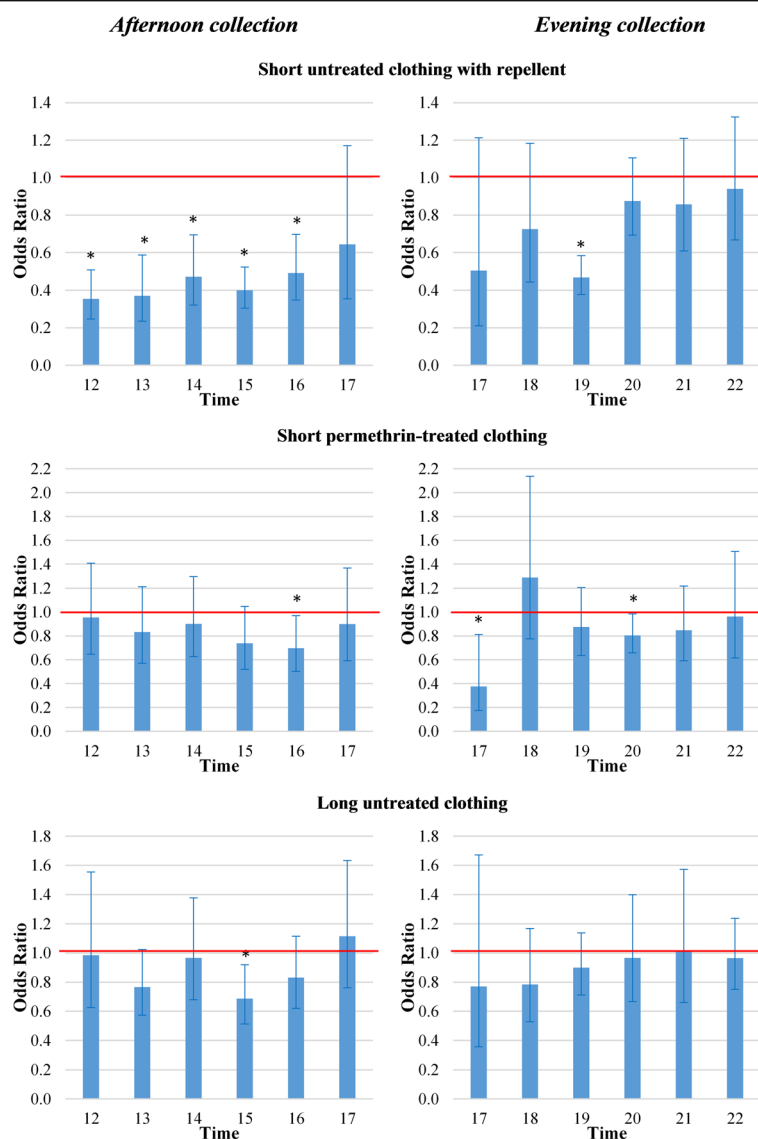 Afternoon collection Evening collection
Short untreated clothing with repellent
1.4 1.4
1.2 1.2
1.0 1.0
0.8 0.8
0.6 0.6
0.4 0.4
0.2 0.2
0.0 0.0
Odds Ratio Odds Ratio
* * * * * *
12 13 14 15 16 17 17 18 19 20 21 22
Time Time
Short permethrin-treated clothing
2.2 2.2
2.0 2.0
1.8 1.8
1.6 1.6
1.4 1.4
1.2 1.2
1.0 1.0
0.8 0.8
0.6 0.6
0.4 0.4
0.2 0.2
0.0 0.0
Odds Ratio Odds Ratio
* * *
12 13 14 15 16 17 17 18 19 20 21 22
Time Time
Long untreated clothing
1.8 1.8
1.6 1.6
1.4 1.4
1.2 1.2
1.0 1.0
0.8 0.8
0.6 0.6
0.4 0.4
0.2 0.2
0.0 0.0
Odds Ratio Odds Ratio
*
12 13 14 15 16 17 17 18 19 20 21 22
Time Time